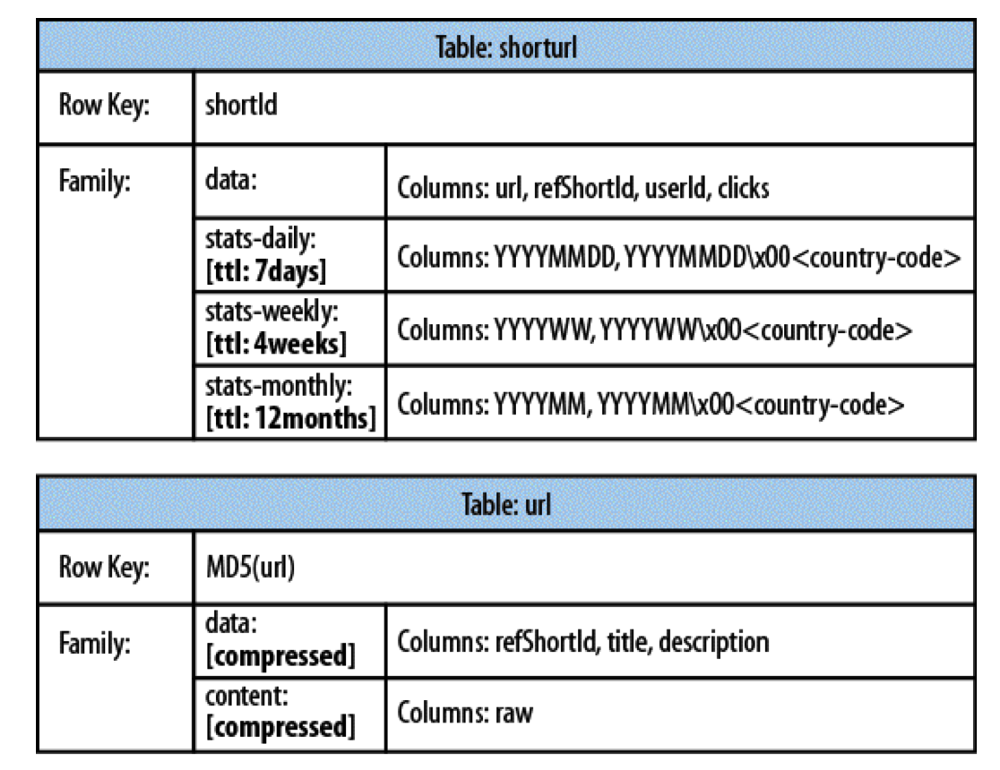 Table: shorturl
Row Key: shortId
Family: data: Columns: url, refShortId, userId, clicks
stats-daily:
[ttl: 7days] Columns: YYYYMMDD, YYYYMMDD\x00<country-code>
stats-weekly:
[ttl: 4weeks] Columns: YYYYWW, YYYYWW\x00<country-code>
stats-monthly:
[ttl: 12months] Columns: YYYYMM, YYYYMM\x00<country-code>
Table: url
Row Key: MD5(url)
Family: data:
[compressed] Columns: refShortId, title, description
content:
[compressed] Columns: raw